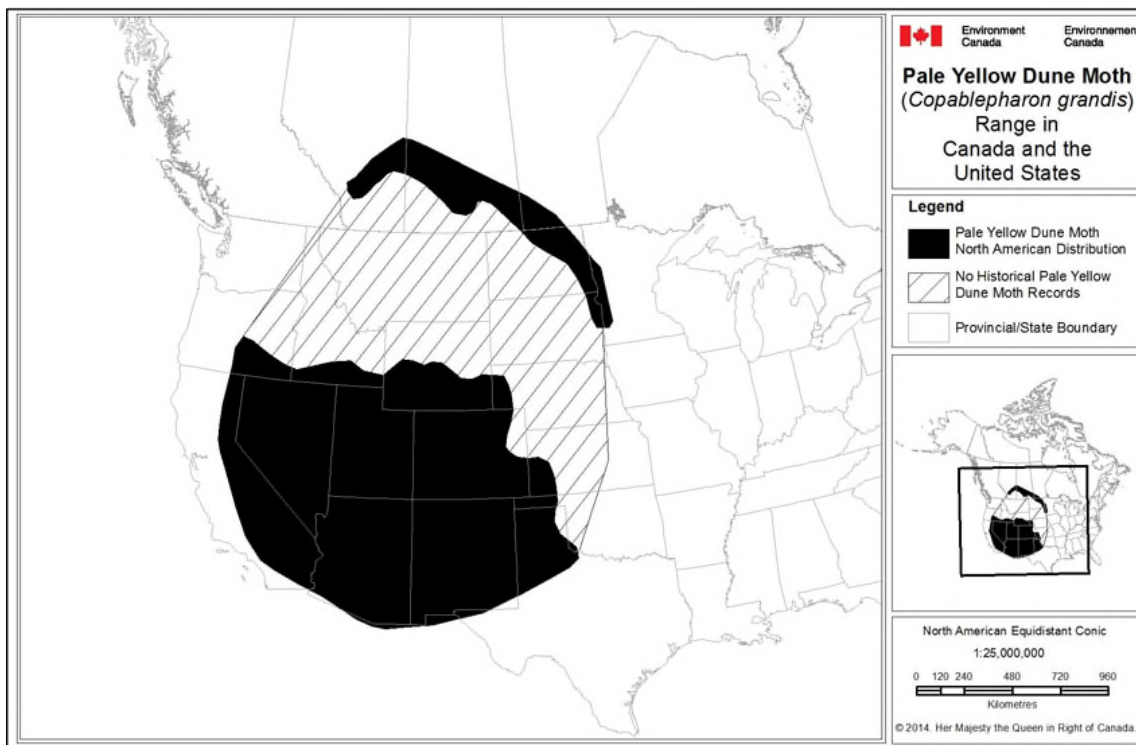 Environment
Canada
Environnement
Canada
Pale Yellow Dune Moth
(Copablepharon grandis)
Range in
Canada and the
United States
Legend
Pale Yellow Dune Moth
North American Distribution
No Historical Pale Yellow
Dune Moth Records
Provincial/State Boundary
North American Equidistant Conic
1:25,000,000
0 120 240 480 720 960
Kilometres
© 2014. Her Majesty the Queen in Right of Canada.